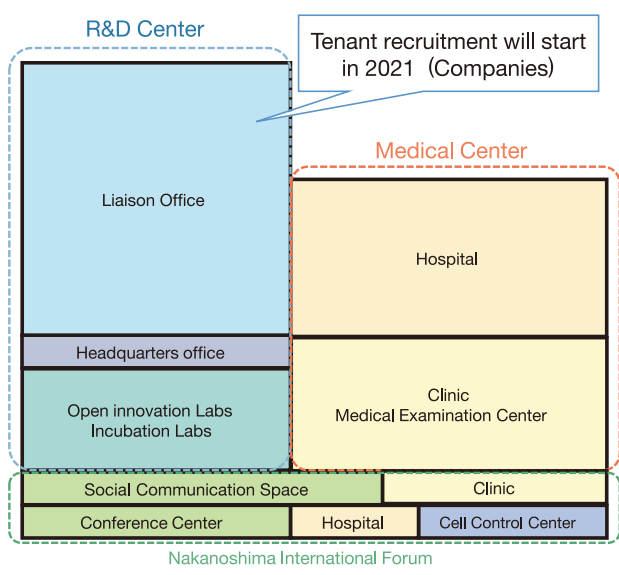 R&D Center
Tenant recruitment will start
in 2021 (Companies)
Medical Center
Liaison Office
Hospital
Headquarters office
Open innovation Labs
Incubation Labs
Clinic
Medical Examination Center
Social Communication Space
Clinic
Conference Center
Hospital
Cell Control Center
Nakanoshima International Forum